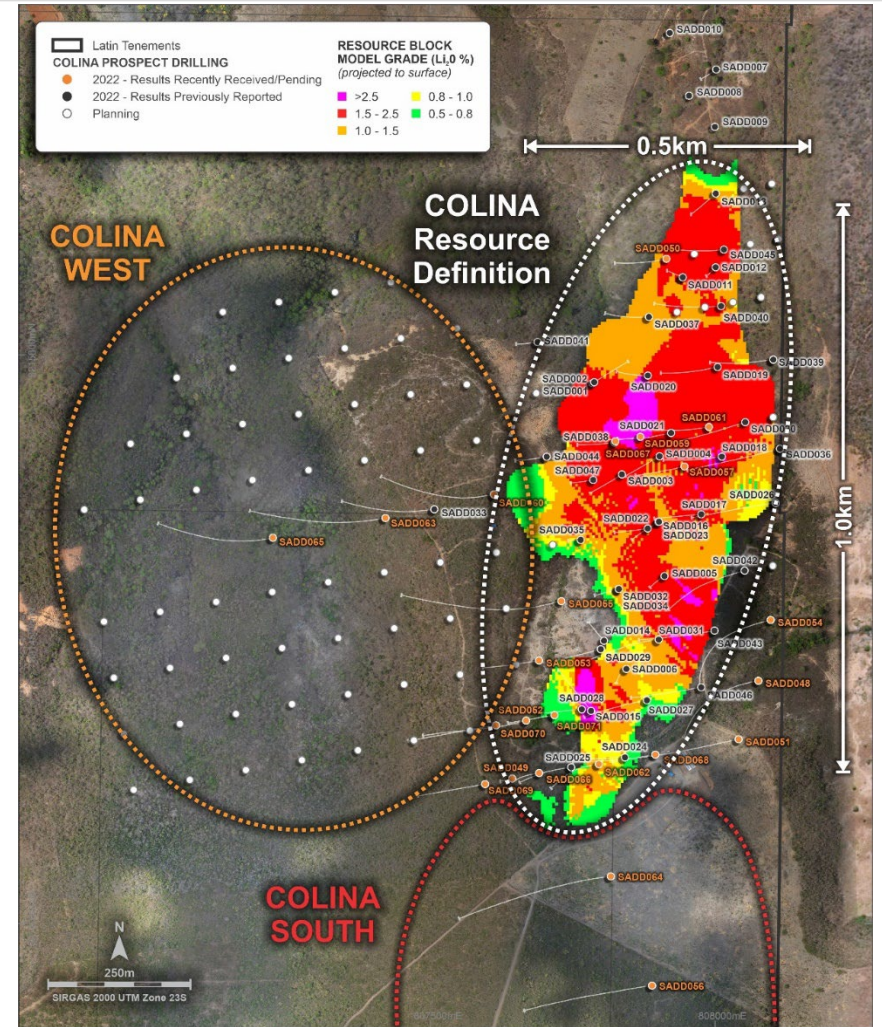 Latin Tenements
COLINA PROSPECT DRILLING
2022 - Results Recently Received/Pending
2022 - Results Previously Reported
Planning
RESOURCE BLOCK
MODEL GRADE (Li₂0 %)
(projected to surface)
>2.5
1.5 - 2.5
1.0 - 1.5
0.8 - 1.0
0.5 - 0.8
SADD010
SADD007
SADD008
SADD009
0.5km
COLINA
WEST
COLINA
Resource
Definition
SADD013
SADD050
SADD045
SADD012
SADD011
SADD040
SADD037
SADD041
SADD039
SADD002
SADD001
SADD020
SADD019
SADD061
SADD021
SADD038
SADD059
SADD067
SADD004
SADD018
SADD036
SADD044
SADD057
SADD047
SADD003
SADD026
SADD033
SADD063
SADD065
SADD017
SADD022
SADD016
SADD023
SADD035
1.0km
SADD042
SADD005
SADD032
SADD034
SADD054
SADD014
SADD031
SADD043
SADD029
SADD053
SADD006
SADD048
SADD046
SADD028
SADD027
SADD052
SADD015
SADD071
SADD070
SADD051
SADD024
SADD068
SADD025
SADD062
SADD049
SADD066
SADD069
COLINA
SOUTH
SADD064
SADD056
N
250m
SIRGAS 2000 UTM Zone 23S
808000mE